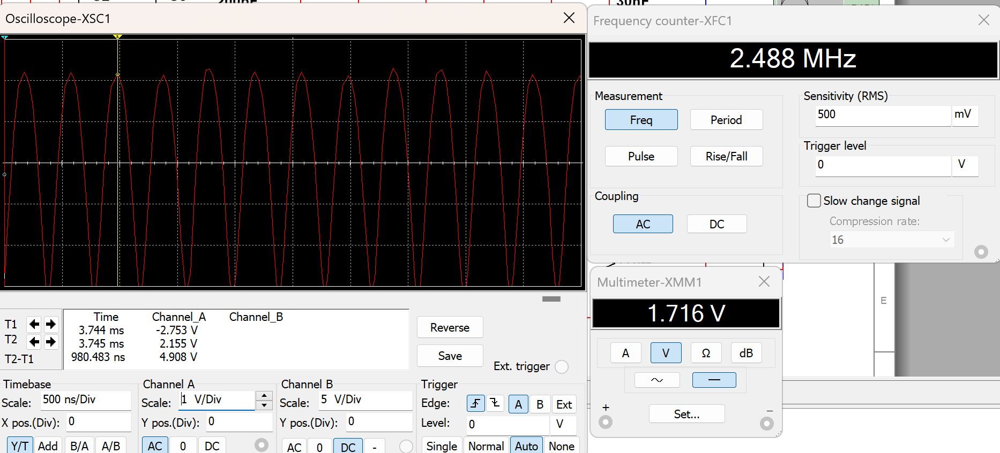 Oscilloscope-XSC1
Time Channel_A Channel_B
T1 3.744 ms -2.753 V
T2 3.745 ms 2.155 V
T2-T1 980.483 ns 4.908 V
Reverse
Save
Ext. trigger
Timebase
Scale: 500 ns/Div
X pos.(Div): 0
Y/T Add B/A A/B
Channel A
Scale: 1 V/Div
Y pos.(Div): 0
AC 0 DC
Channel B
Scale: 5 V/Div
Y pos.(Div): 0
AC 0 DC -
Trigger
Edge: A B Ext
Level: 0 V
Single Normal Auto None
Frequency counter-XFC1
2.488 MHz
Measurement
Freq Period
Pulse Rise/Fall
Coupling
AC DC
Sensitivity (RMS)
500 mV
Trigger level
0 V
Slow change signal
Compression rate:
16
Multimeter-XMM1
1.716 V
A V Ω dB
Set...
+ −
E